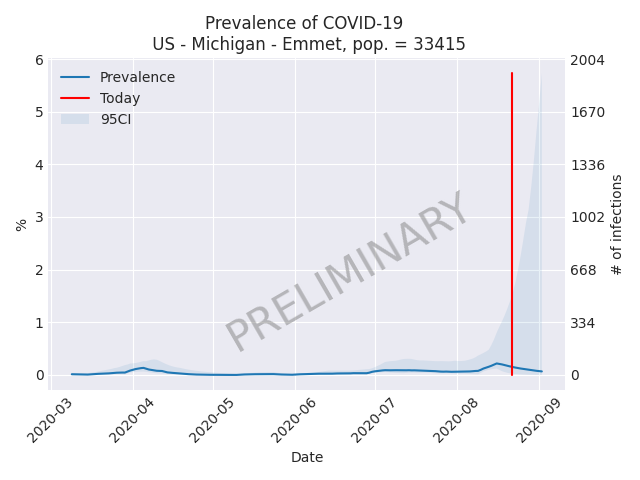 Prevalence of COVID-19
US - Michigan - Emmet, pop. = 33415
Prevalence
Today
95CI
PRELIMINARY
6
5
4
3
2
1
0
%
2004
1670
1336
1002
668
334
0
# of infections
2020-03
2020-04
2020-05
2020-06
2020-07
2020-08
2020-09
Date